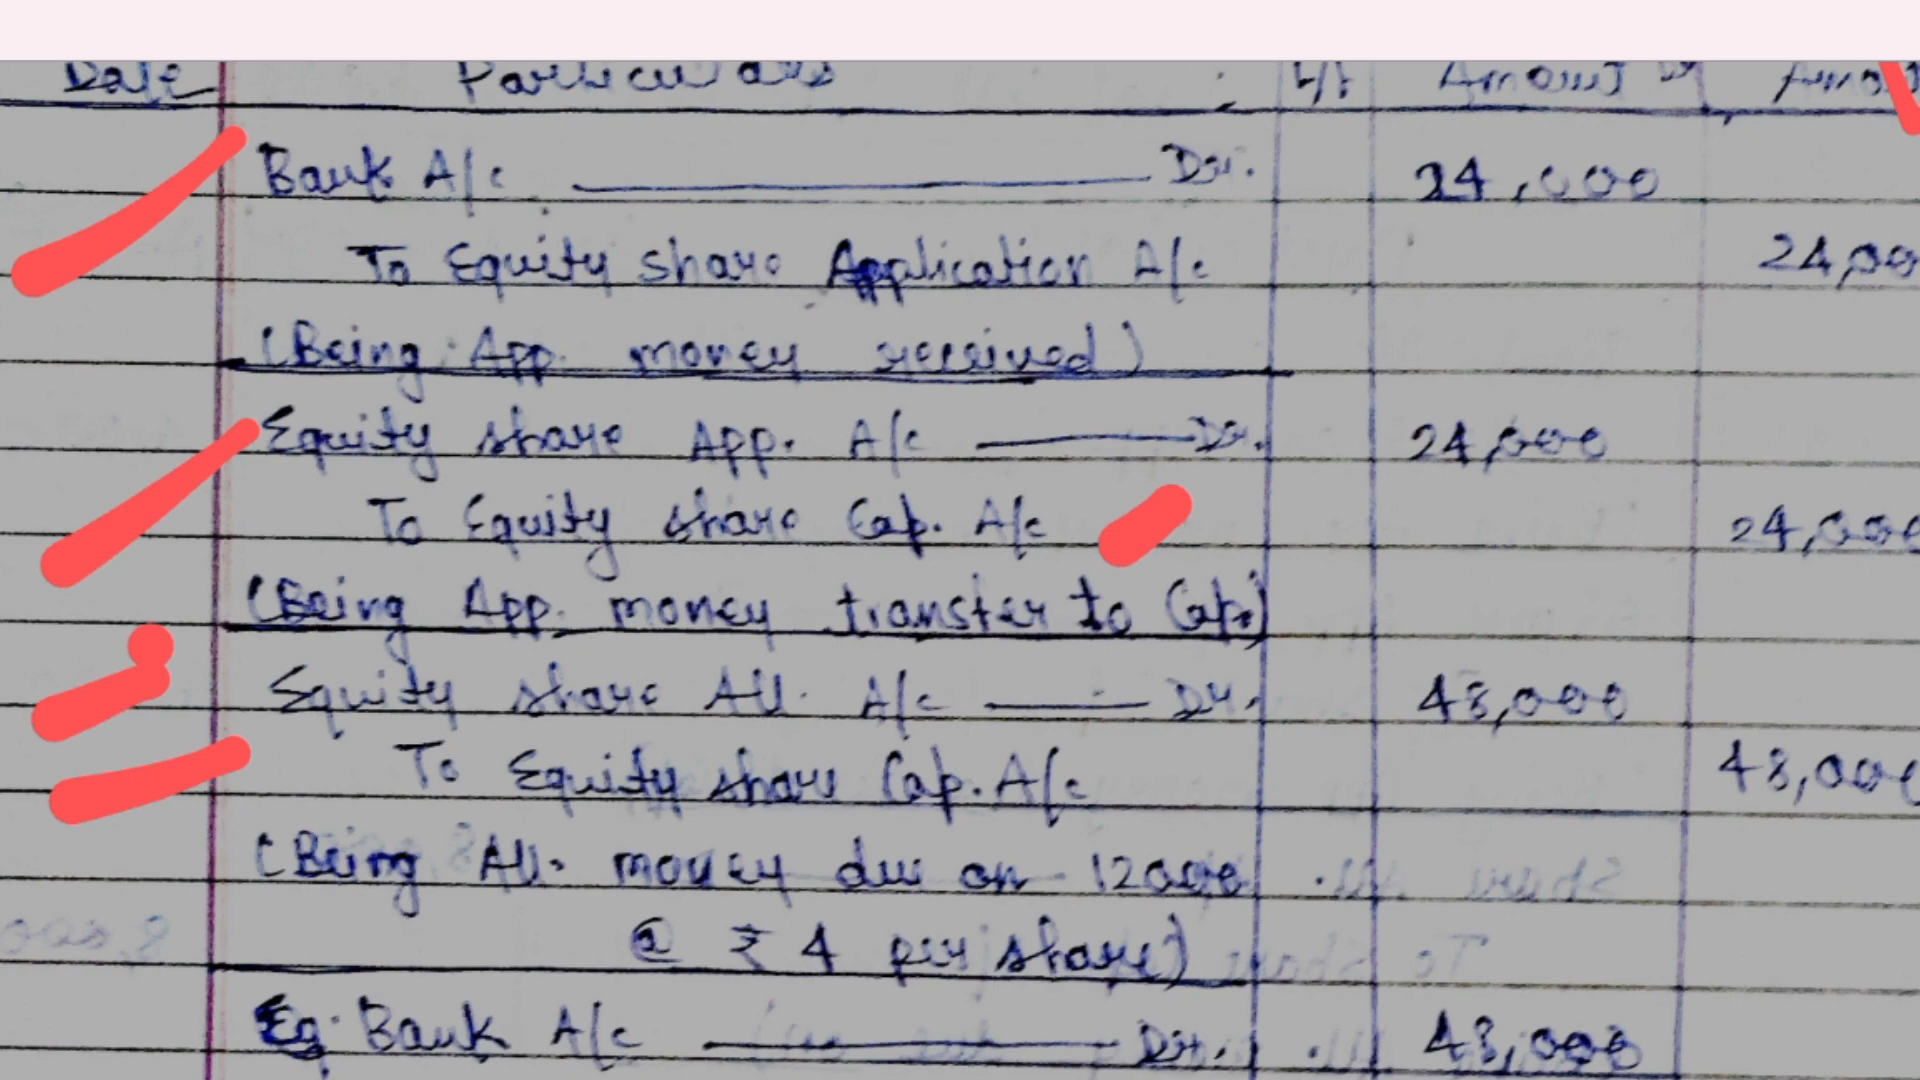 Date Particulars L/f Amount Dr Amo
Bank A/c Dr. 24,000
To Equity share Application A/c 24,00
(Being App. money received)
Equity share App. A/c Dr. 24,000
To Equity share Cap. A/c 24,000
(Being App. money transfer to Cap.)
Equity share All. A/c Dr. 48,000
To Equity share Cap. A/c 48,000
(Being All. money due on 12000
@ ₹ 4 per share)
Eq. Bank A/c Dr. 48,000